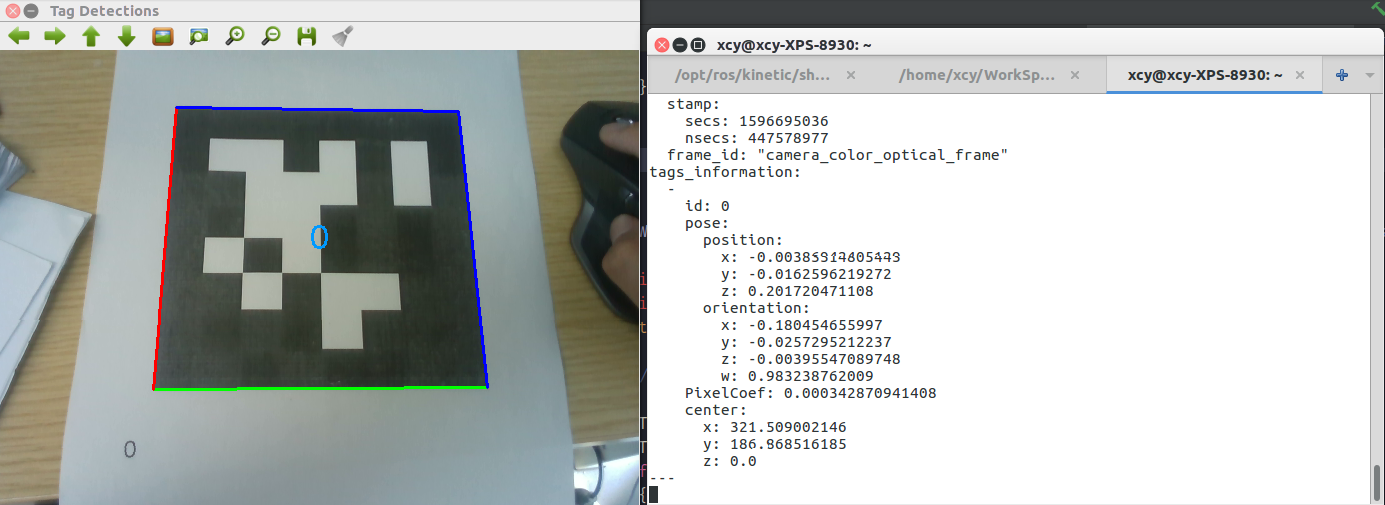 Tag Detections
0
0
xcy@xcy-XPS-8930: ~
/opt/ros/kinetic/sh... × /home/xcy/WorkSp... × xcy@xcy-XPS-8930: ~ ×
stamp:
secs: 1596695036
nsecs: 447578977
frame_id: "camera_color_optical_frame"
tags_information:
-
id: 0
pose:
position:
x:
y: -0.0162596219272
z: 0.201720471108
orientation:
x: -0.180454655997
y: -0.0257295212237
z: -0.00395547089748
w: 0.983238762009
PixelCoef: 0.000342870941408
center:
x: 321.509002146
y: 186.868516185
z: 0.0
---